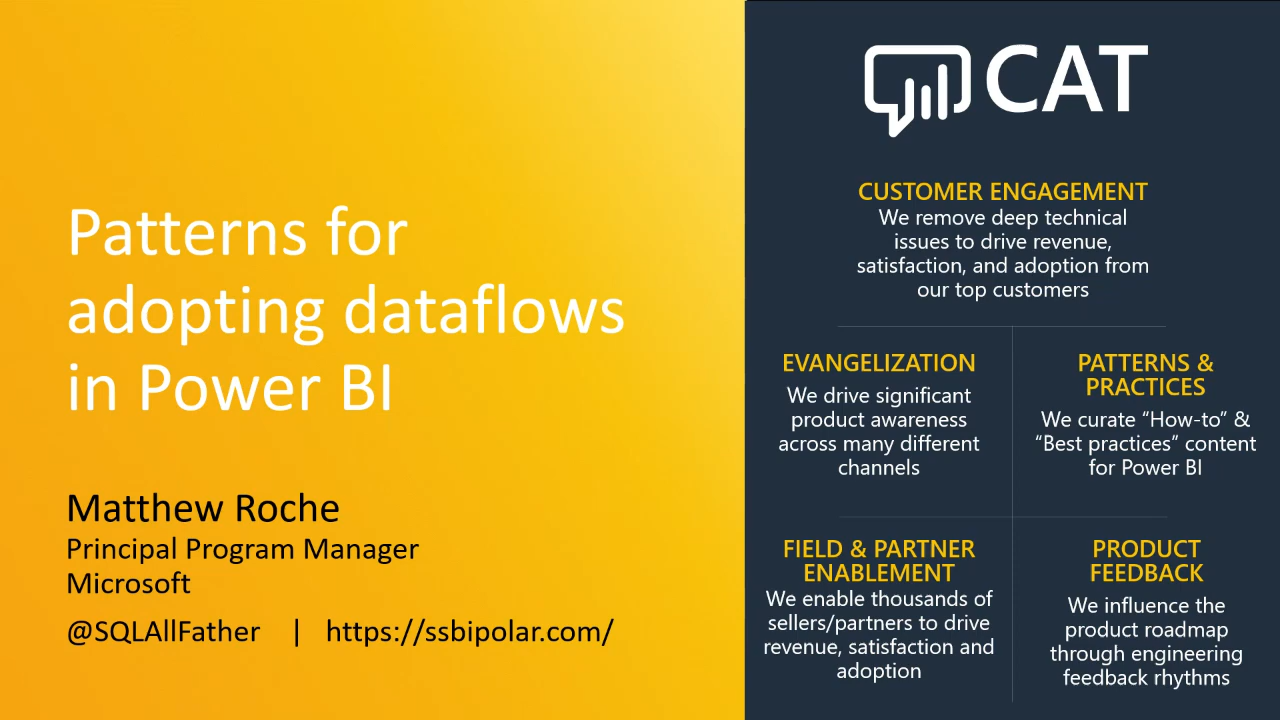 Patterns for
adopting dataflows
in Power BI
Matthew Roche
Principal Program Manager
Microsoft
@SQLAllFather | https://ssbipolar.com/
CAT
CUSTOMER ENGAGEMENT
We remove deep technical
issues to drive revenue,
satisfaction, and adoption from
our top customers
EVANGELIZATION
We drive significant
product awareness
across many different
channels
PATTERNS &
PRACTICES
We curate “How-to” &
“Best practices” content
for Power BI
FIELD & PARTNER
ENABLEMENT
We enable thousands of
sellers/partners to drive
revenue, satisfaction and
adoption
PRODUCT
FEEDBACK
We influence the
product roadmap
through engineering
feedback rhythms